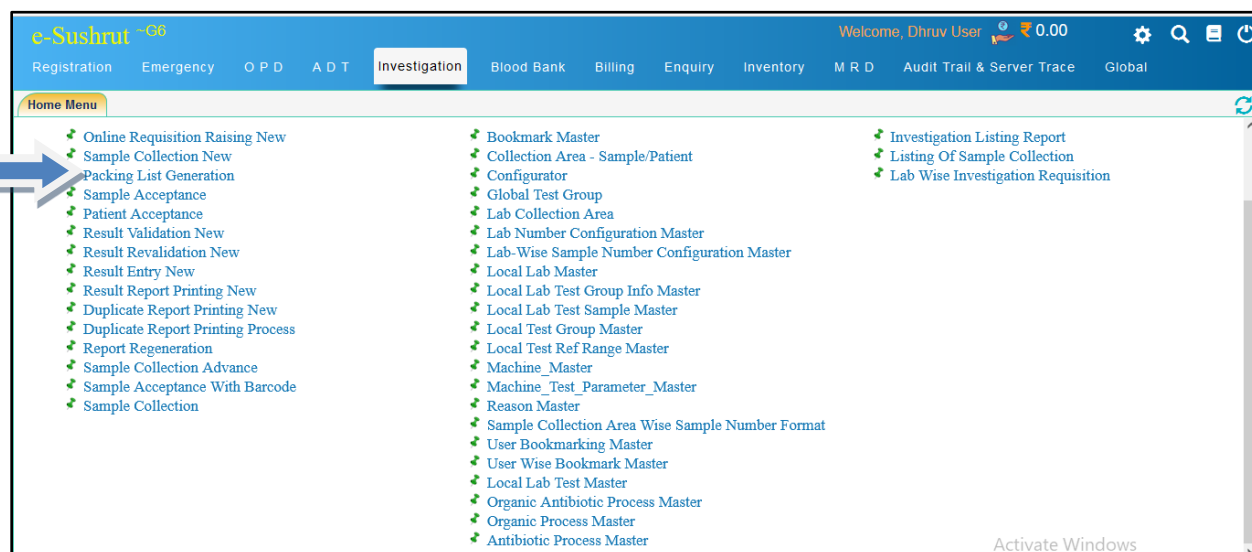 e-Sushrut ~G6
Welcome, Dhruv User ₹ 0.00
Registration Emergency O P D A D T Investigation Blood Bank Billing Enquiry Inventory M R D Audit Trail & Server Trace Global
Home Menu
Online Requisition Raising New
Sample Collection New
Packing List Generation
Sample Acceptance
Patient Acceptance
Result Validation New
Result Revalidation New
Result Entry New
Result Report Printing New
Duplicate Report Printing New
Duplicate Report Printing Process
Report Regeneration
Sample Collection Advance
Sample Acceptance With Barcode
Sample Collection
Bookmark Master
Collection Area - Sample/Patient
Configurator
Global Test Group
Lab Collection Area
Lab Number Configuration Master
Lab-Wise Sample Number Configuration Master
Local Lab Master
Local Lab Test Group Info Master
Local Lab Test Sample Master
Local Test Group Master
Local Test Ref Range Master
Machine_Master
Machine_Test_Parameter_Master
Reason Master
Sample Collection Area Wise Sample Number Format
User Bookmarking Master
User Wise Bookmark Master
Local Lab Test Master
Organic Antibiotic Process Master
Organic Process Master
Antibiotic Process Master
Investigation Listing Report
Listing Of Sample Collection
Lab Wise Investigation Requisition
Activate Windows